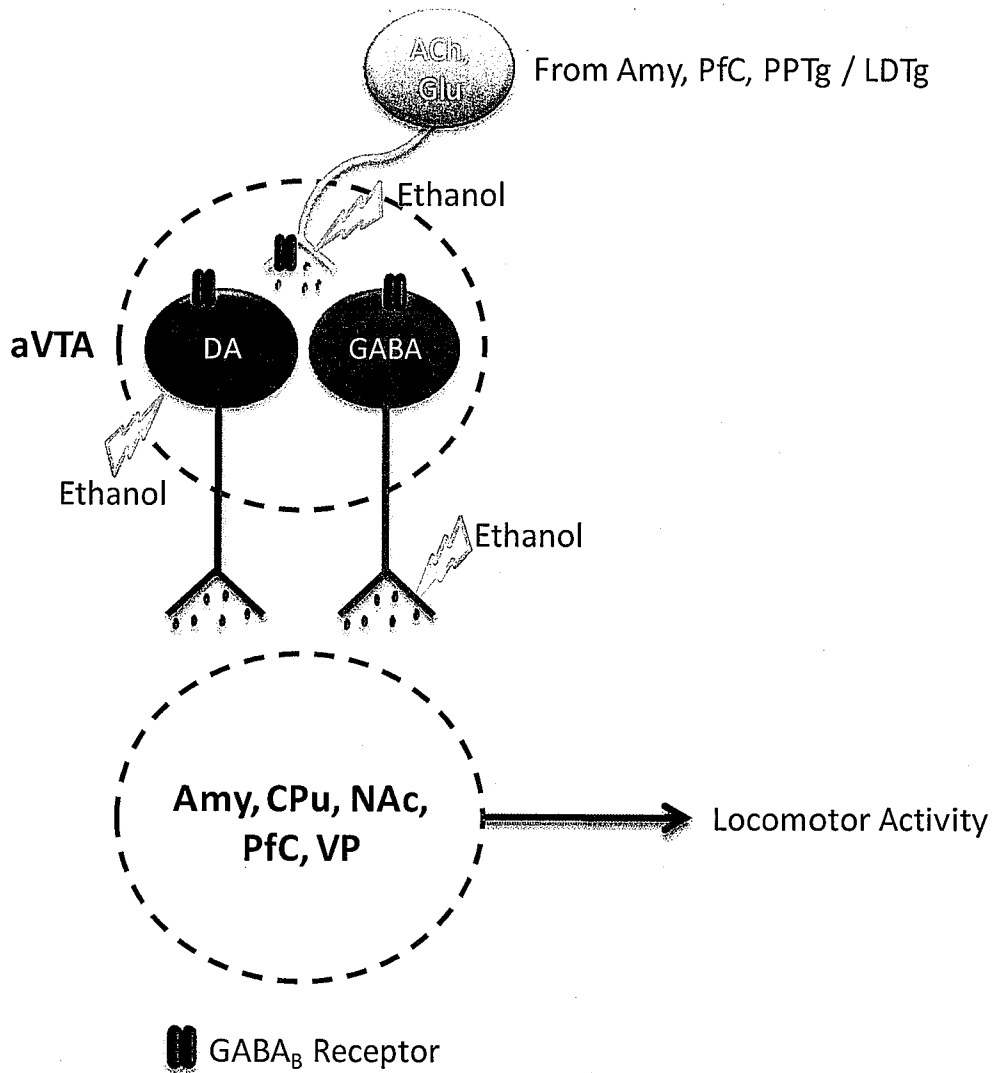 ACh,
Glu
From Amy, PfC, PPTg / LDTg
Ethanol
aVTA
DA
GABA
Ethanol
Ethanol
Amy, CPu, NAc,
PfC, VP
Locomotor Activity
GABA_B Receptor